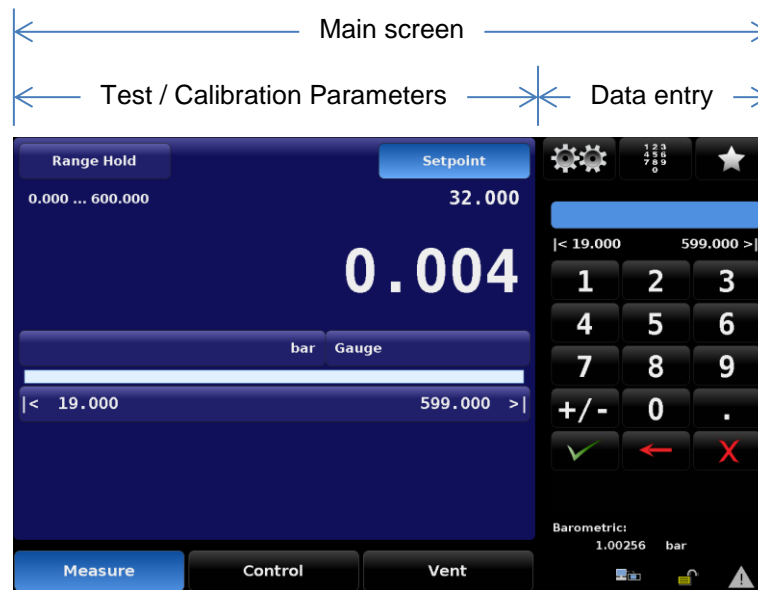 Main screen
Test / Calibration Parameters
Data entry
Range Hold
Setpoint
1 2 3
4 5 6
7 8 9
0
0.000 ... 600.000
32.000
0.004
bar Gauge
|< 19.000 599.000 >|
|< 19.000 599.000 >|
1 2 3
4 5 6
7 8 9
+/- 0 .
X
Barometric:
1.00256 bar
Measure Control Vent